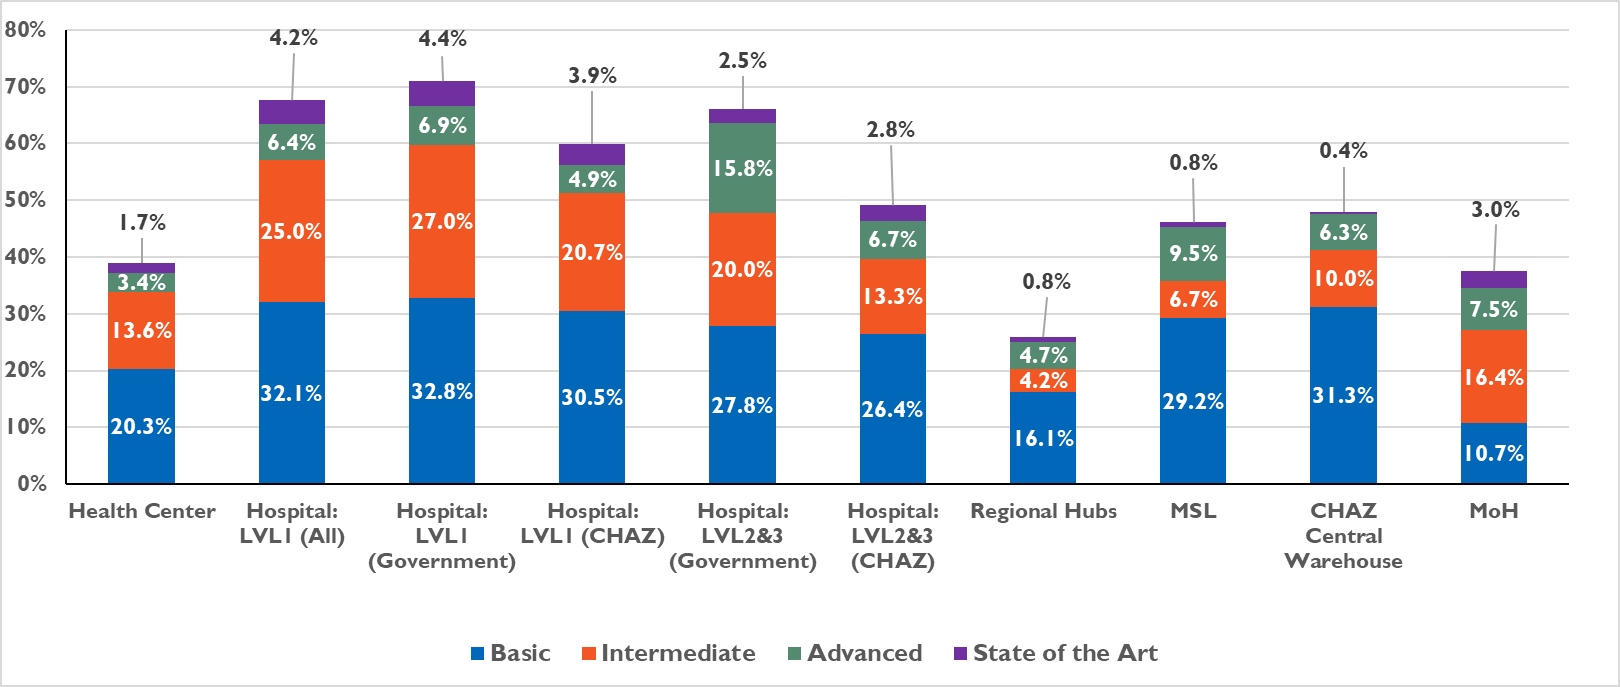 80%
70%
60%
50%
40%
30%
20%
10%
0%
1.7%
3.4%
13.6%
20.3%
4.2%
6.4%
25.0%
32.1%
4.4%
6.9%
27.0%
32.8%
3.9%
4.9%
20.7%
30.5%
2.5%
15.8%
20.0%
27.8%
2.8%
6.7%
13.3%
26.4%
0.8%
4.7%
4.2%
16.1%
0.8%
9.5%
6.7%
29.2%
0.4%
6.3%
10.0%
31.3%
3.0%
7.5%
16.4%
10.7%
Health Center
Hospital:
LVL1 (All)
Hospital:
LVL1
(Government)
Hospital:
LVL1 (CHAZ)
Hospital:
LVL2&3
(Government)
Hospital:
LVL2&3
(CHAZ)
Regional Hubs
MSL
CHAZ
Central
Warehouse
MoH
Basic
Intermediate
Advanced
State of the Art